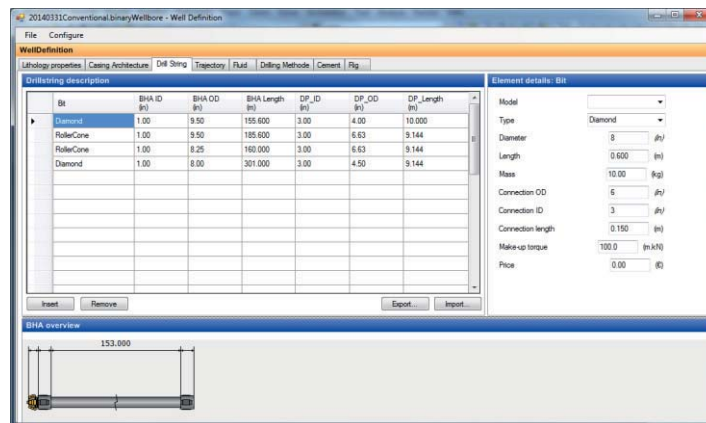 20140331Conventional.binaryWellbore - Well Definition
File Configure
WellDefinition
Lithology properties Casing Architecture Drill String Trajectory Fluid Drilling Methode Cement Rig
Drillstring description
Bit BHA ID (in) BHA OD (in) BHA Length (m) DP_ID (in) DP_OD (in) DP_Length (m)
Diamond 1.00 9.50 155.600 3.00 4.00 10.000
RollerCone 1.00 9.50 185.600 3.00 6.63 9.144
RollerCone 1.00 8.25 160.000 3.00 6.63 9.144
Diamond 1.00 8.00 301.000 3.00 4.50 9.144
Insert Remove Export... Import...
Element details: Bit
Model
Type Diamond
Diameter 8 (in)
Length 0.600 (m)
Mass 10.00 (kg)
Connection OD 6 (in)
Connection ID 3 (in)
Connection length 0.150 (m)
Make-up torque 100.0 (m.kN)
Price 0.00 (€)
BHA overview
153.000